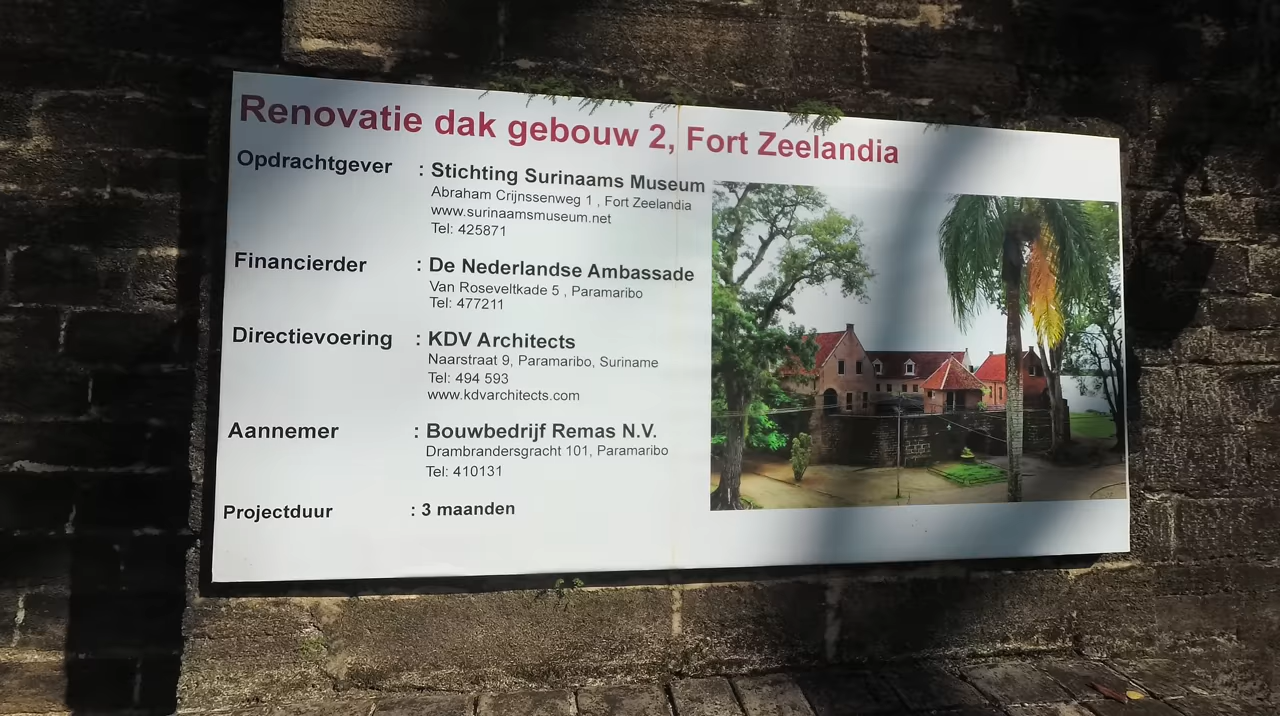 Renovatie dak gebouw 2, Fort Zeelandia
Opdrachtgever : Stichting Surinaams Museum
Abraham Crijnssenweg 1 , Fort Zeelandia
www.surinaamsmuseum.net
Tel: 425871
Financierder : De Nederlandse Ambassade
Van Roseveltkade 5 , Paramaribo
Tel: 477211
Directievoering : KDV Architects
Naarstraat 9, Paramaribo, Suriname
Tel: 494 593
www.kdvarchitects.com
Aannemer : Bouwbedrijf Remas N.V.
Drambrandersgracht 101, Paramaribo
Tel: 410131
Projectduur : 3 maanden